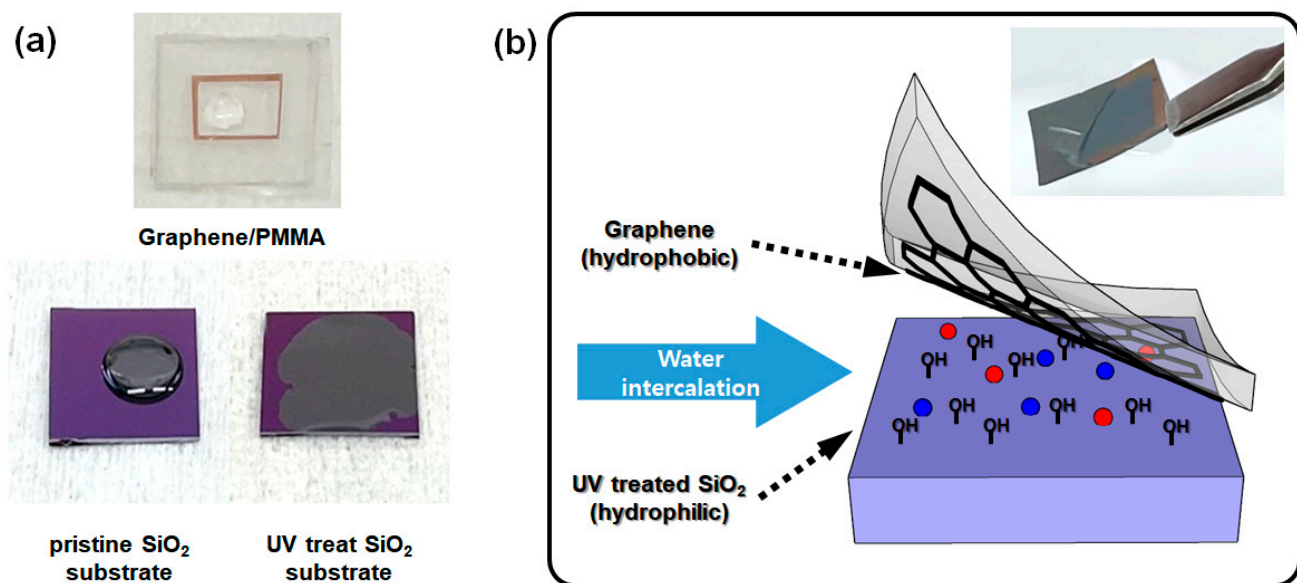 (a)
Graphene/PMMA
pristine SiO₂
substrate
UV treat SiO₂
substrate
(b)
Graphene
(hydrophobic)
Water
intercalation
UV treated SiO₂
(hydrophilic)
OH
OH
OH
OH
OH
OH
OH
OH
OH
OH